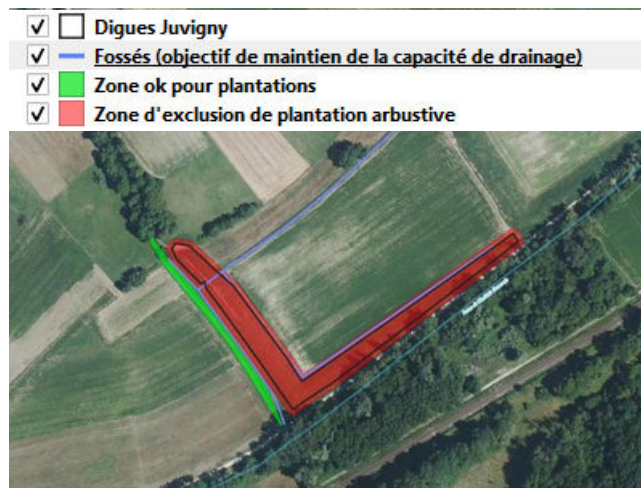 Digues Juvigny
Fossés (objectif de maintien de la capacité de drainage)
Zone ok pour plantations
Zone d'exclusion de plantation arbustive